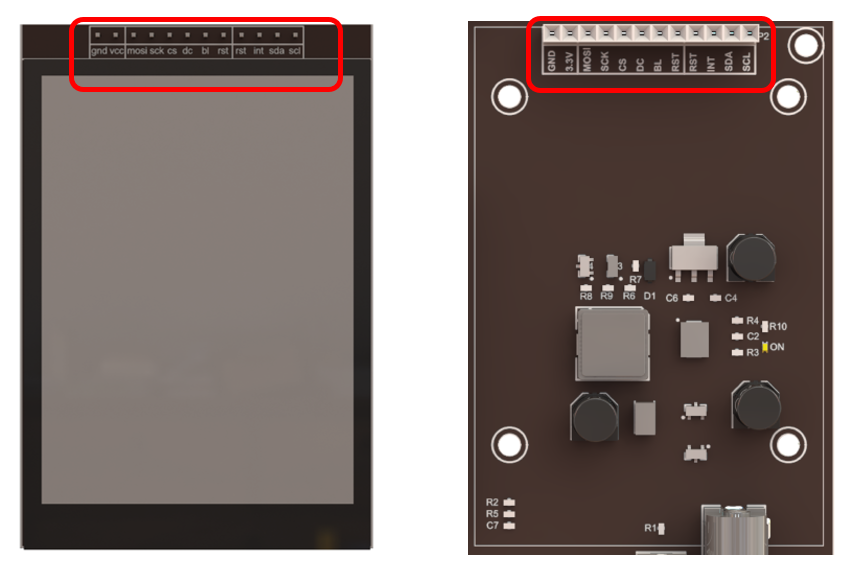 gnd vcc mosi sck cs dc bl rst rst int sda scl
P2
GND 3.3V MOSI SCK CS DC BL RST RST INT SDA SCL
3
R7
R8 R9 R6 D1 C6 C4
R4 R10
C2
R3 ON
R2
R5
C7 R1